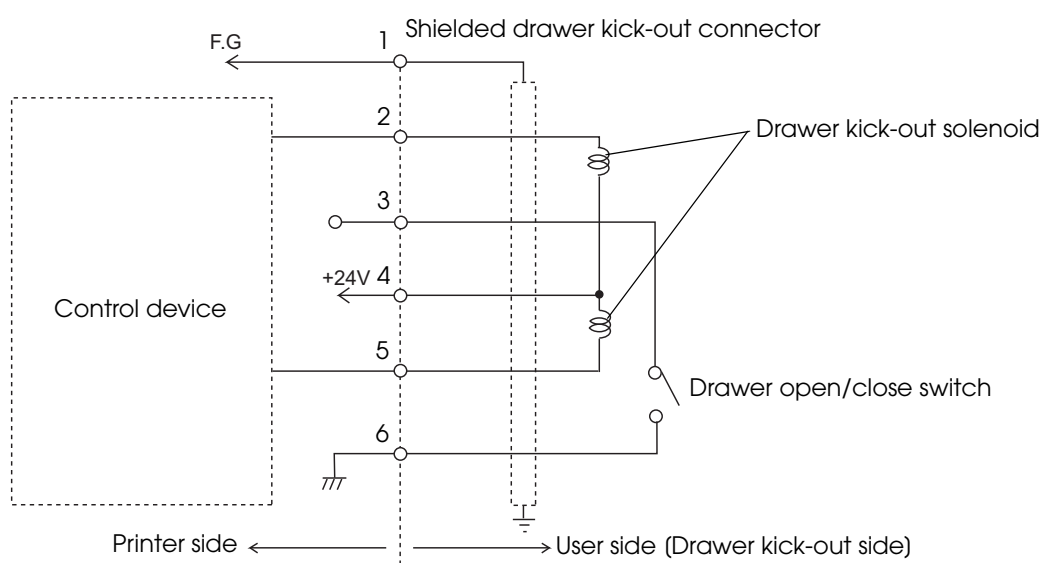 Shielded drawer kick-out connector
F.G
1
2
Drawer kick-out solenoid
3
+24V 4
Control device
5
Drawer open/close switch
6
Printer side
User side (Drawer kick-out side)